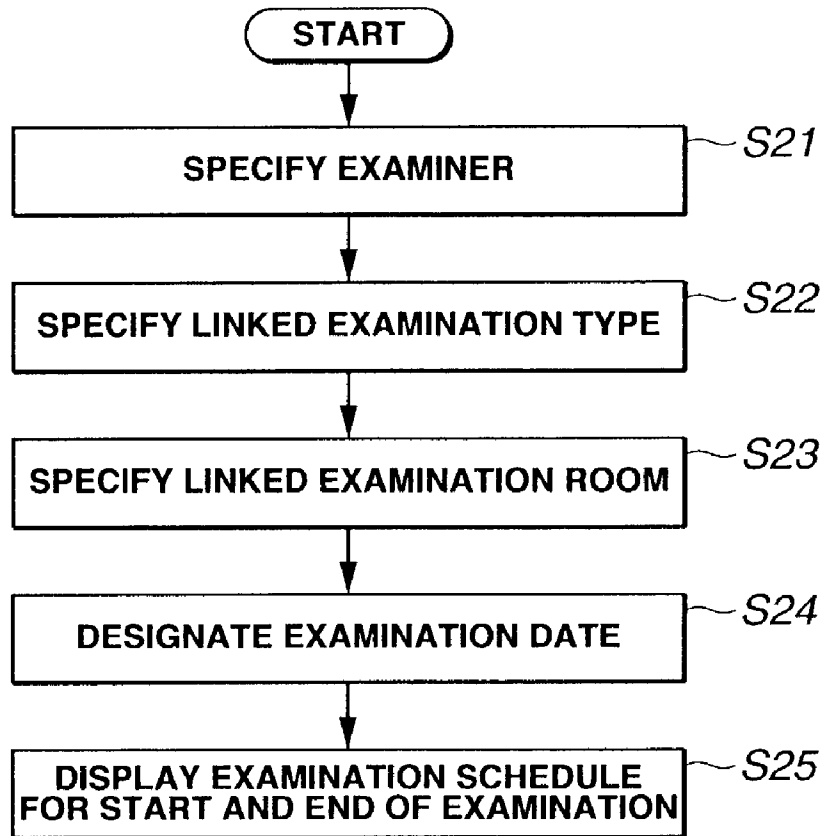 START
SPECIFY EXAMINER
S21
SPECIFY LINKED EXAMINATION TYPE
S22
SPECIFY LINKED EXAMINATION ROOM
S23
DESIGNATE EXAMINATION DATE
S24
DISPLAY EXAMINATION SCHEDULE
FOR START AND END OF EXAMINATION
S25